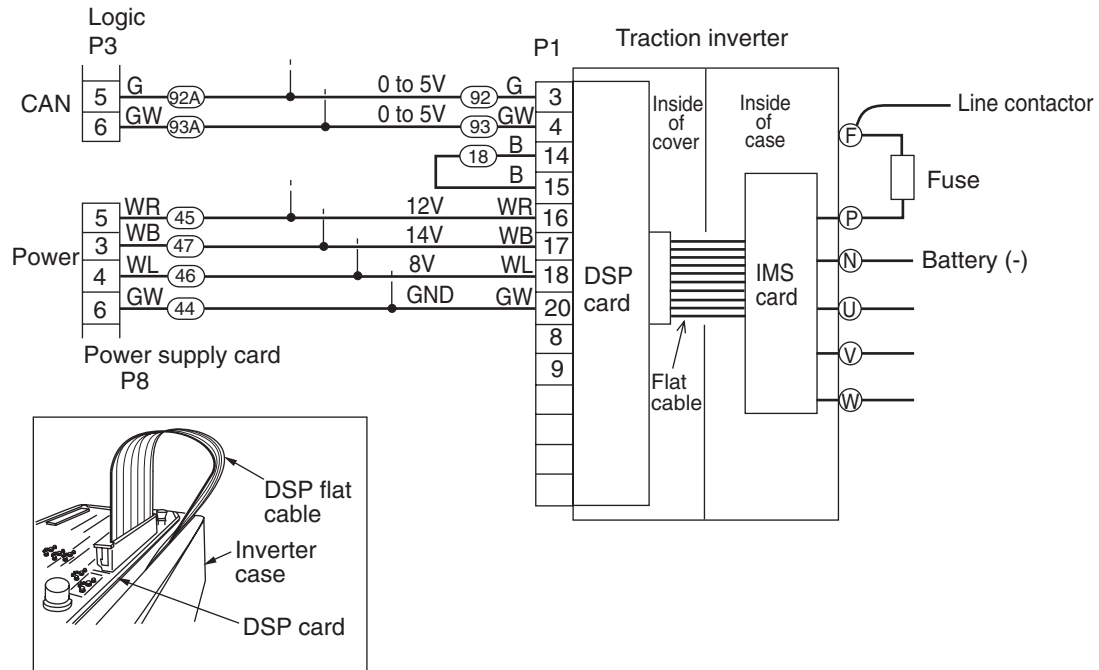 Logic
P3
P1
Traction inverter
CAN
5 G 92A 0 to 5V 92 G 3
6 GW 93A 0 to 5V 93 GW 4
18 B 14
B 15
Power
5 WR 45 12V WR 16
3 WB 47 14V WB 17
4 WL 46 8V WL 18
6 GW 44 GND GW 20
8
9
Power supply card
P8
DSP
card
Inside
of
cover
Inside
of
case
Flat
cable
IMS
card
F
Line contactor
Fuse
P
N
Battery (-)
U
V
W
DSP flat
cable
Inverter
case
DSP card